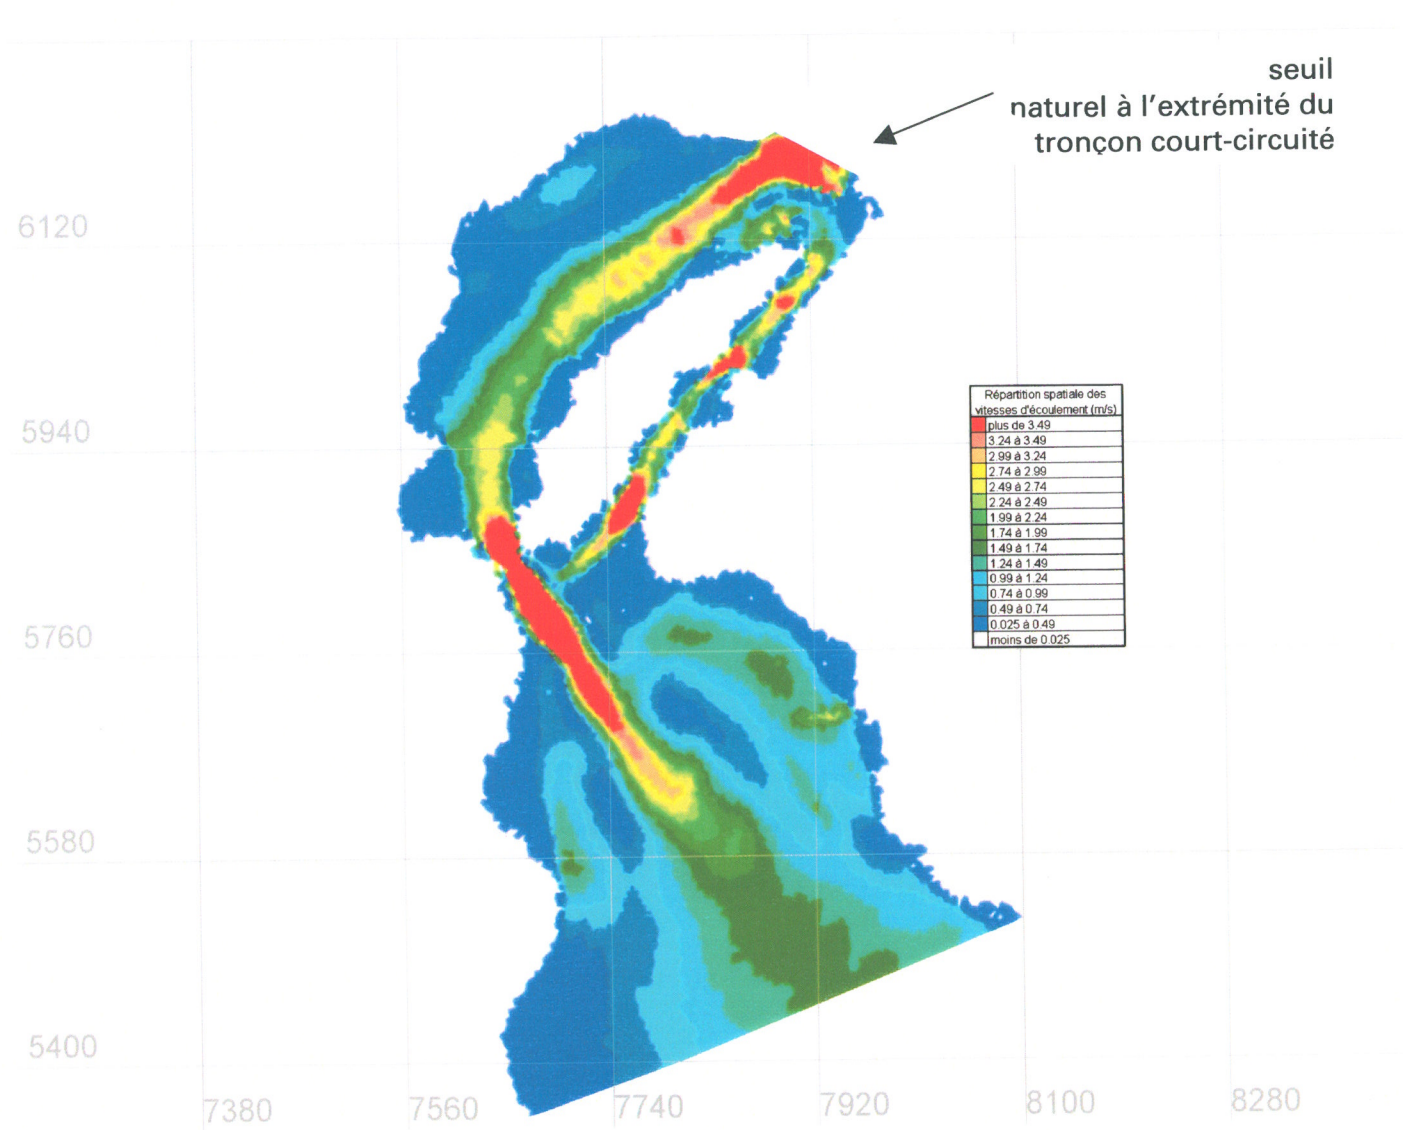 seuil
naturel à l'extrémité du
tronçon court-circuité
6120
5940
5760
5580
5400
Répartition spatiale des
vitesses d'écoulement (m/s)
plus de 3.49
3.24 à 3.49
2.99 à 3.24
2.74 à 2.99
2.49 à 2.74
2.24 à 2.49
1.99 à 2.24
1.74 à 1.99
1.49 à 1.74
1.24 à 1.49
0.99 à 1.24
0.74 à 0.99
0.49 à 0.74
0.025 à 0.49
moins de 0.025
7380 7560 7740 7920 8100 8280